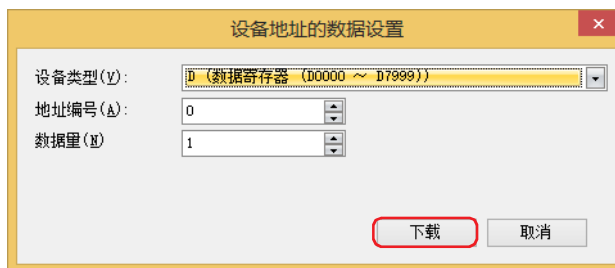 设备地址的数据设置
设备类型(V): D (数据寄存器 (D0000 ～ D7999))
地址编号(A): 0
数据量(N) 1
下载 取消